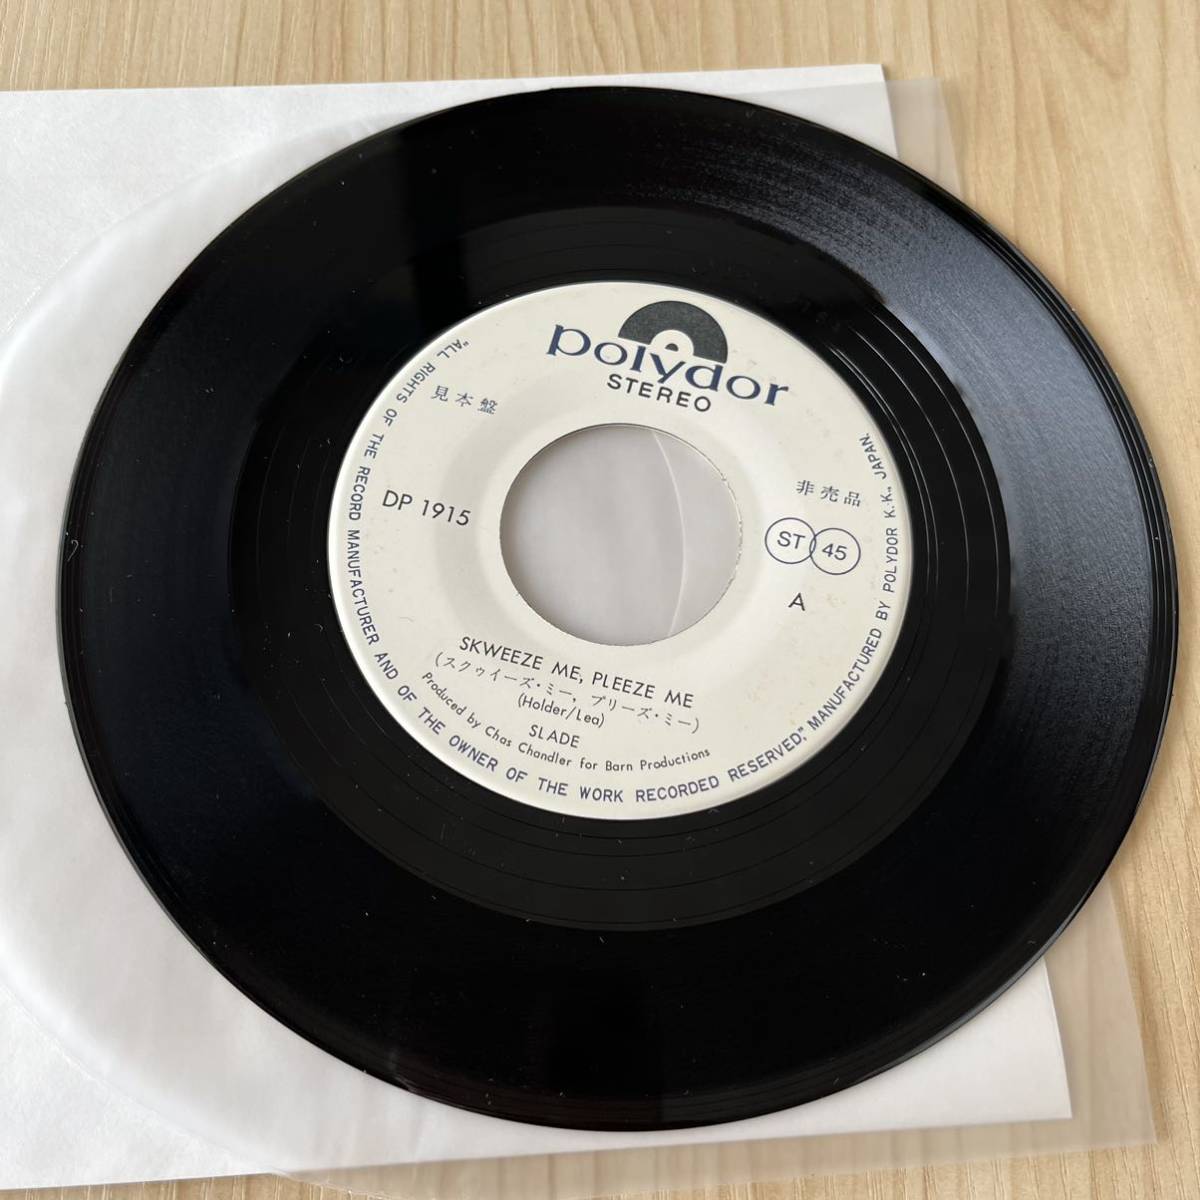 polydor
STEREO
見本盤
非売品
DP 1915
ST 45
A
SKWEEZE ME, PLEEZE ME
(スクゥイーズ・ミー, プリーズ・ミー)
(Holder/Lea)
SLADE
Produced by Chas Chandler for Barn Productions
"ALL RIGHTS OF THE RECORD MANUFACTURER AND OF THE OWNER OF THE WORK RECORDED RESERVED," MANUFACTURED BY POLYDOR K.K., JAPAN.